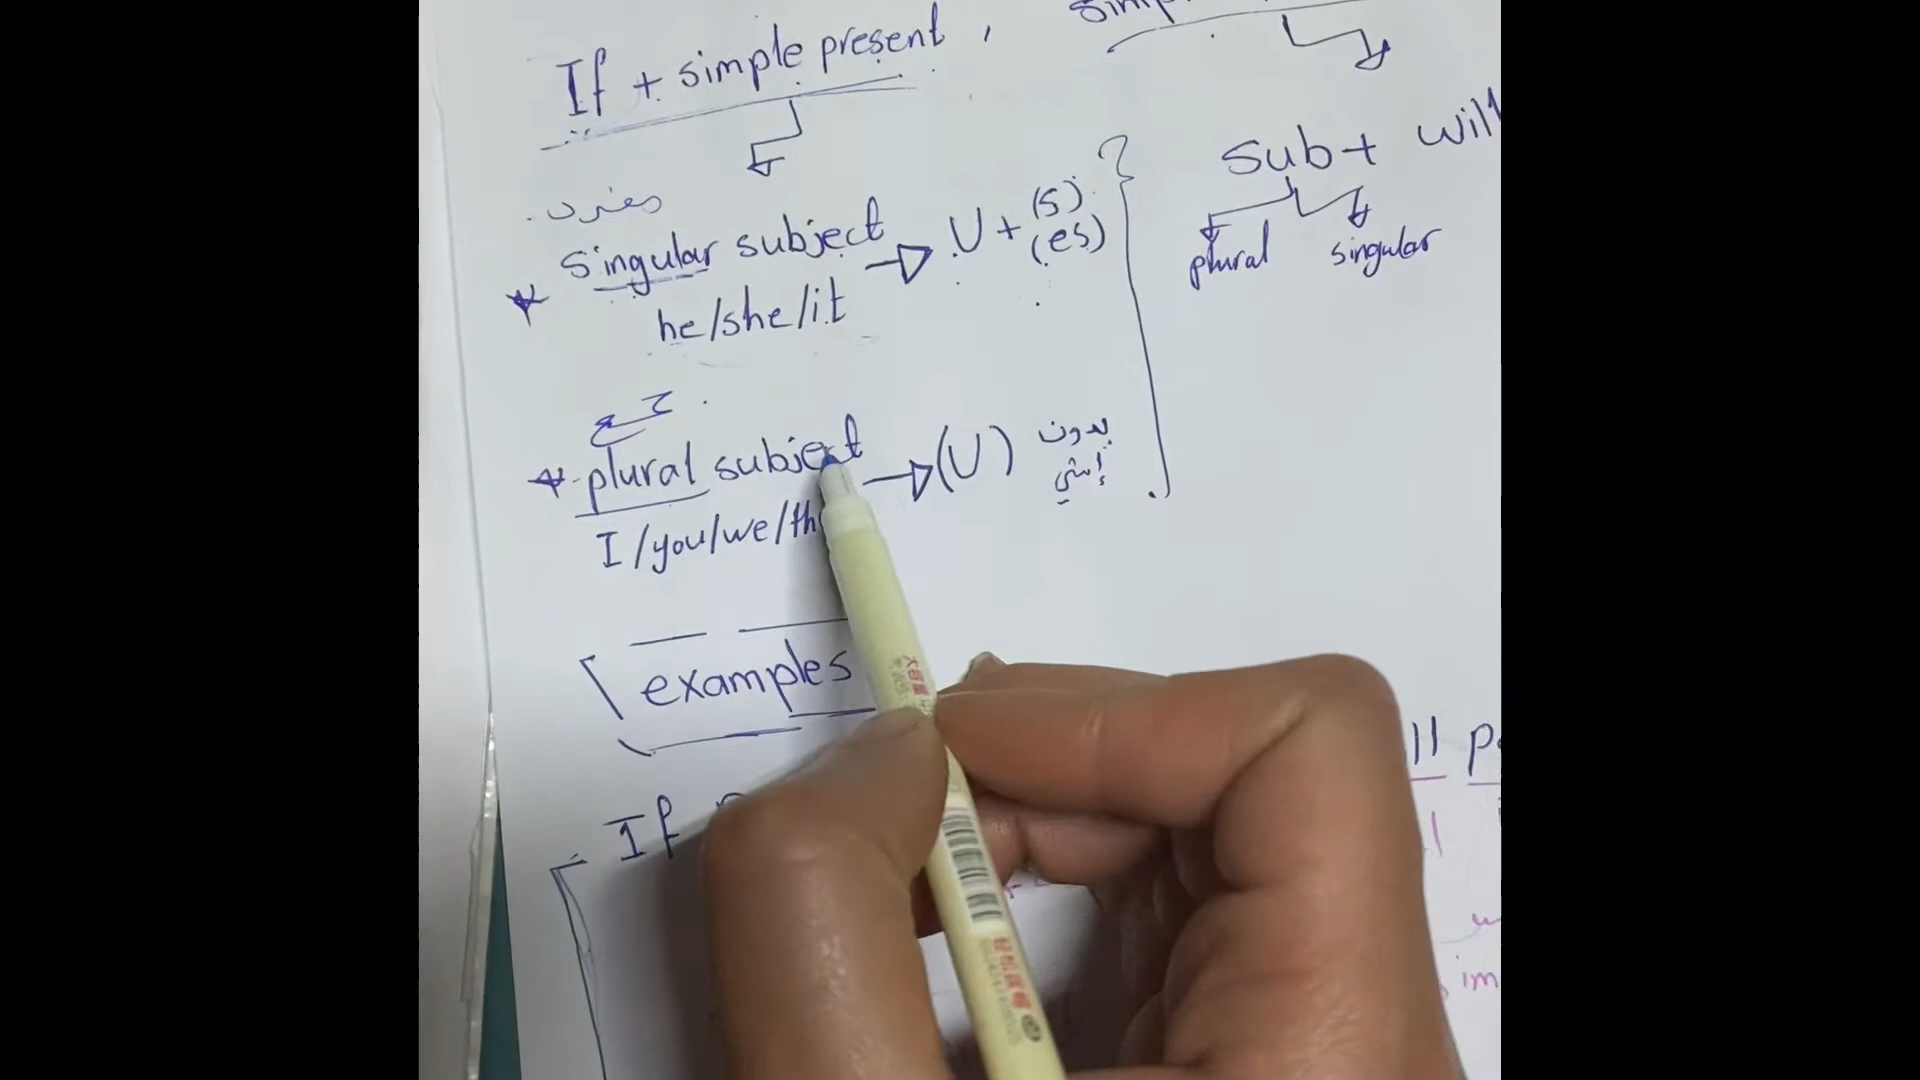 If + simple present ,
sub + will
مفرد
singular subject → V + (s) (es)
plural singular
he/she/it
جمع
plural subject → (V) بدون إشي
I/you/we/th
examples
If